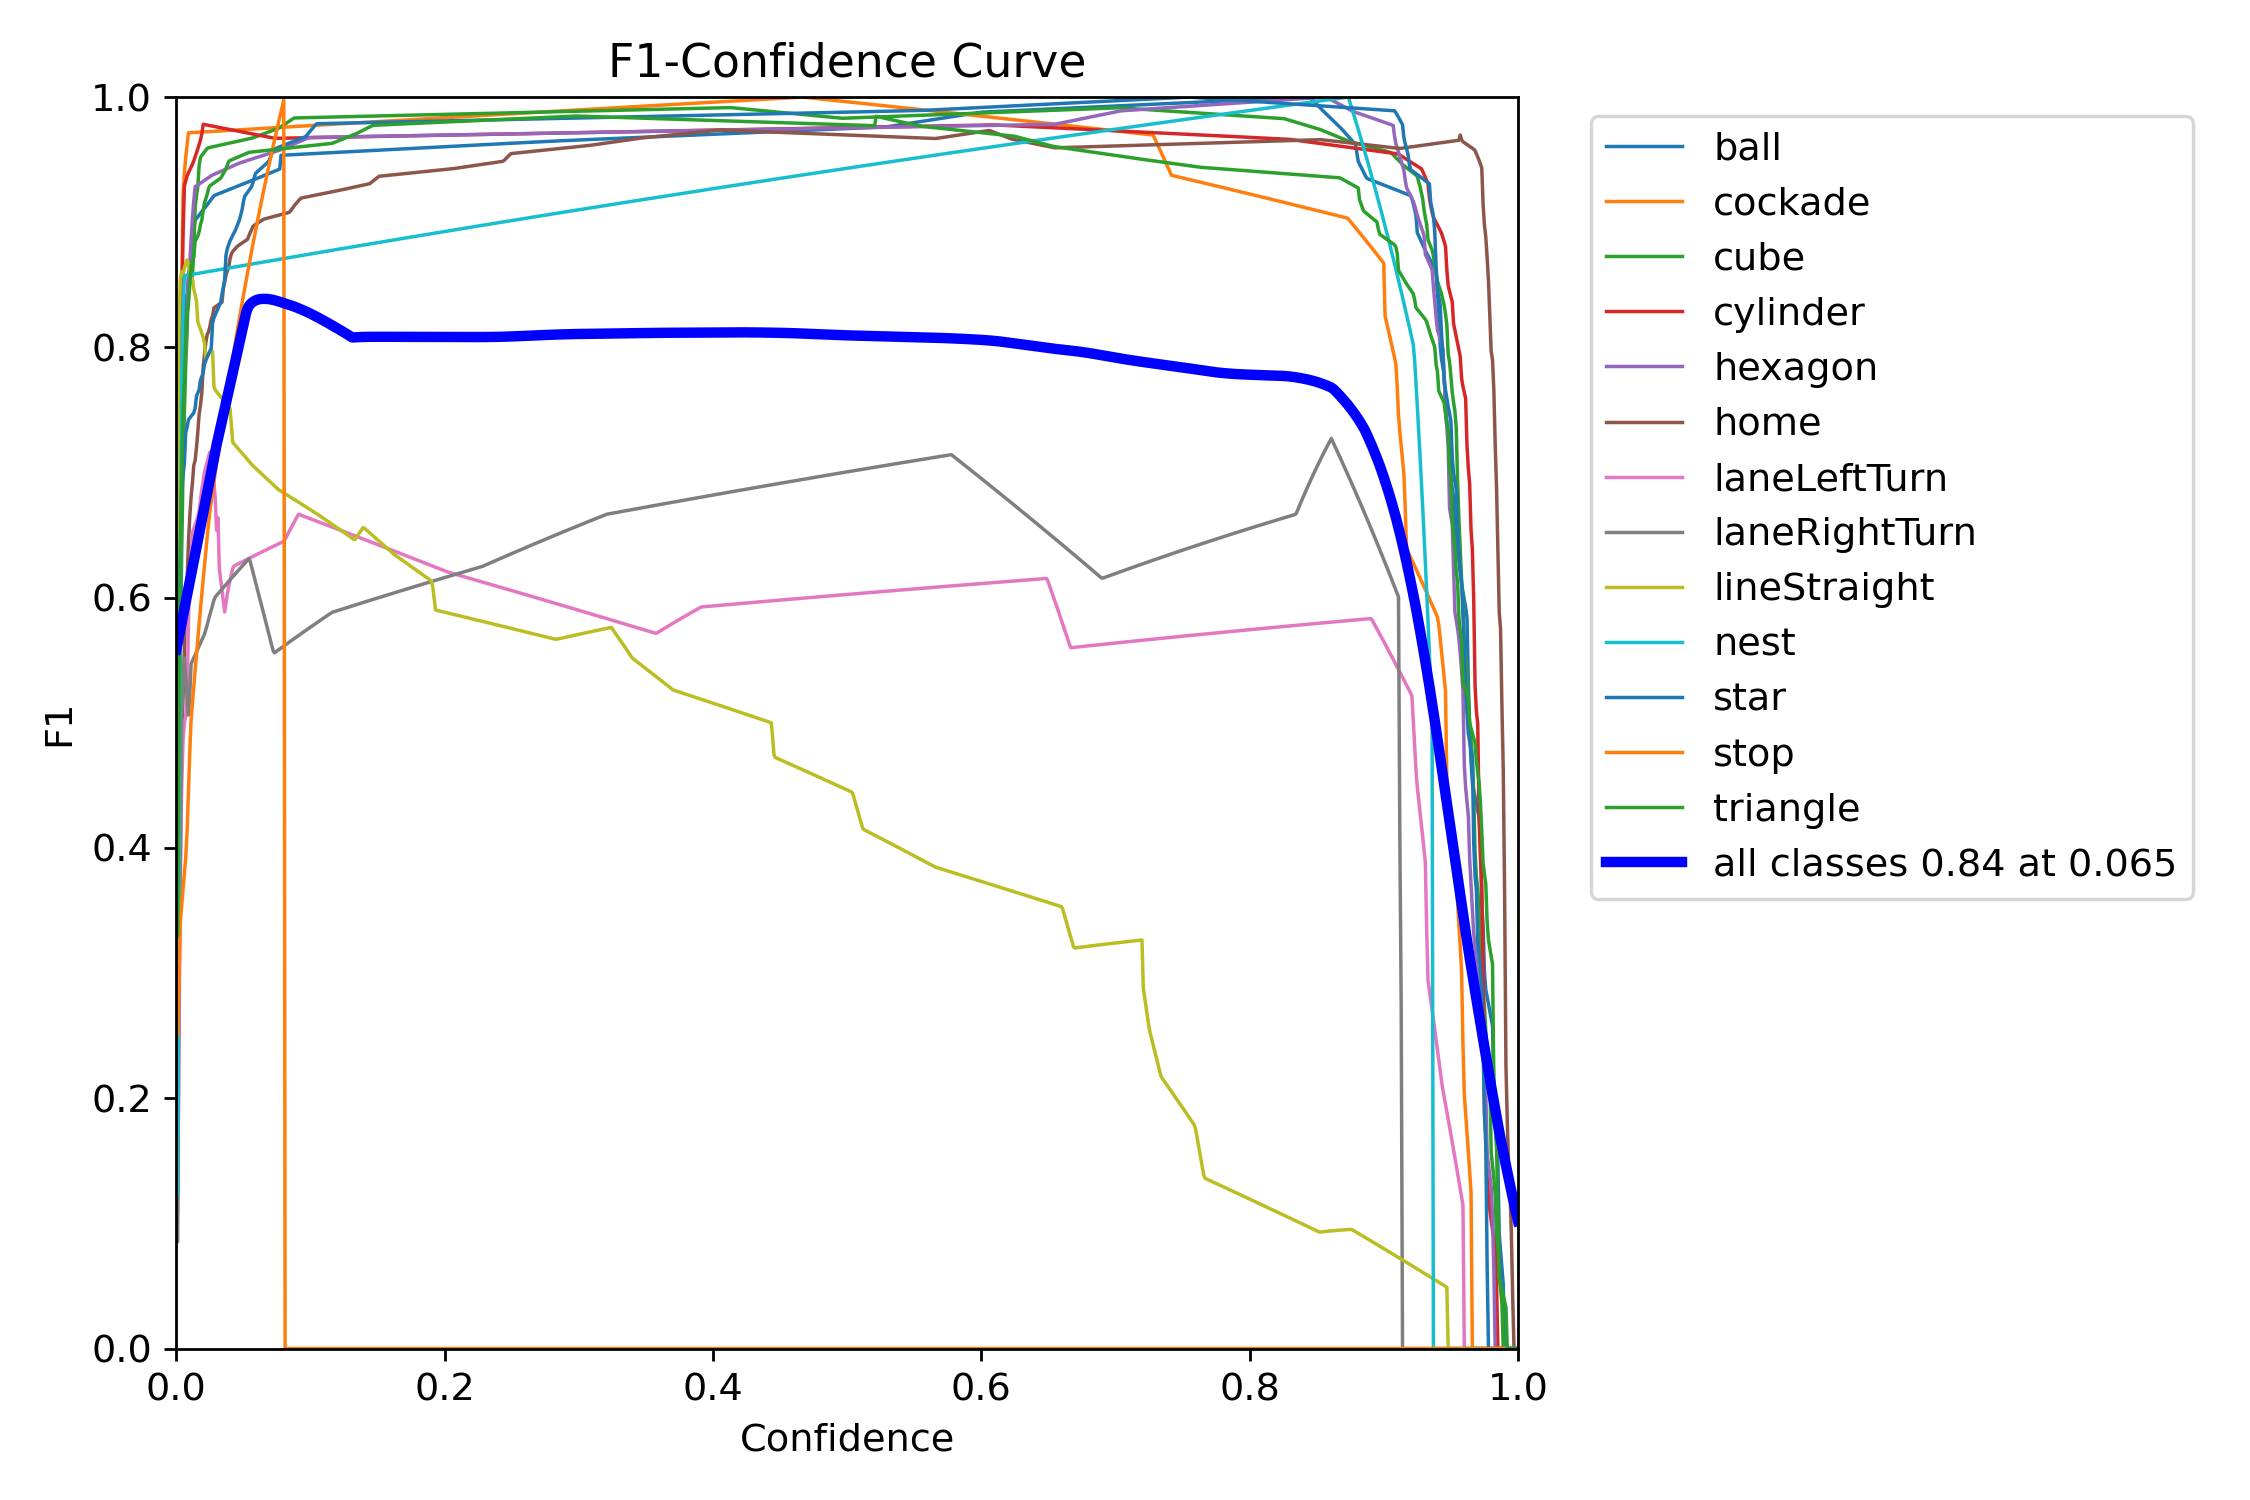 F1-Confidence Curve
1.0
0.8
0.6
0.4
0.2
0.0
F1
0.0 0.2 0.4 0.6 0.8 1.0
Confidence
ball
cockade
cube
cylinder
hexagon
home
laneLeftTurn
laneRightTurn
lineStraight
nest
star
stop
triangle
all classes 0.84 at 0.065